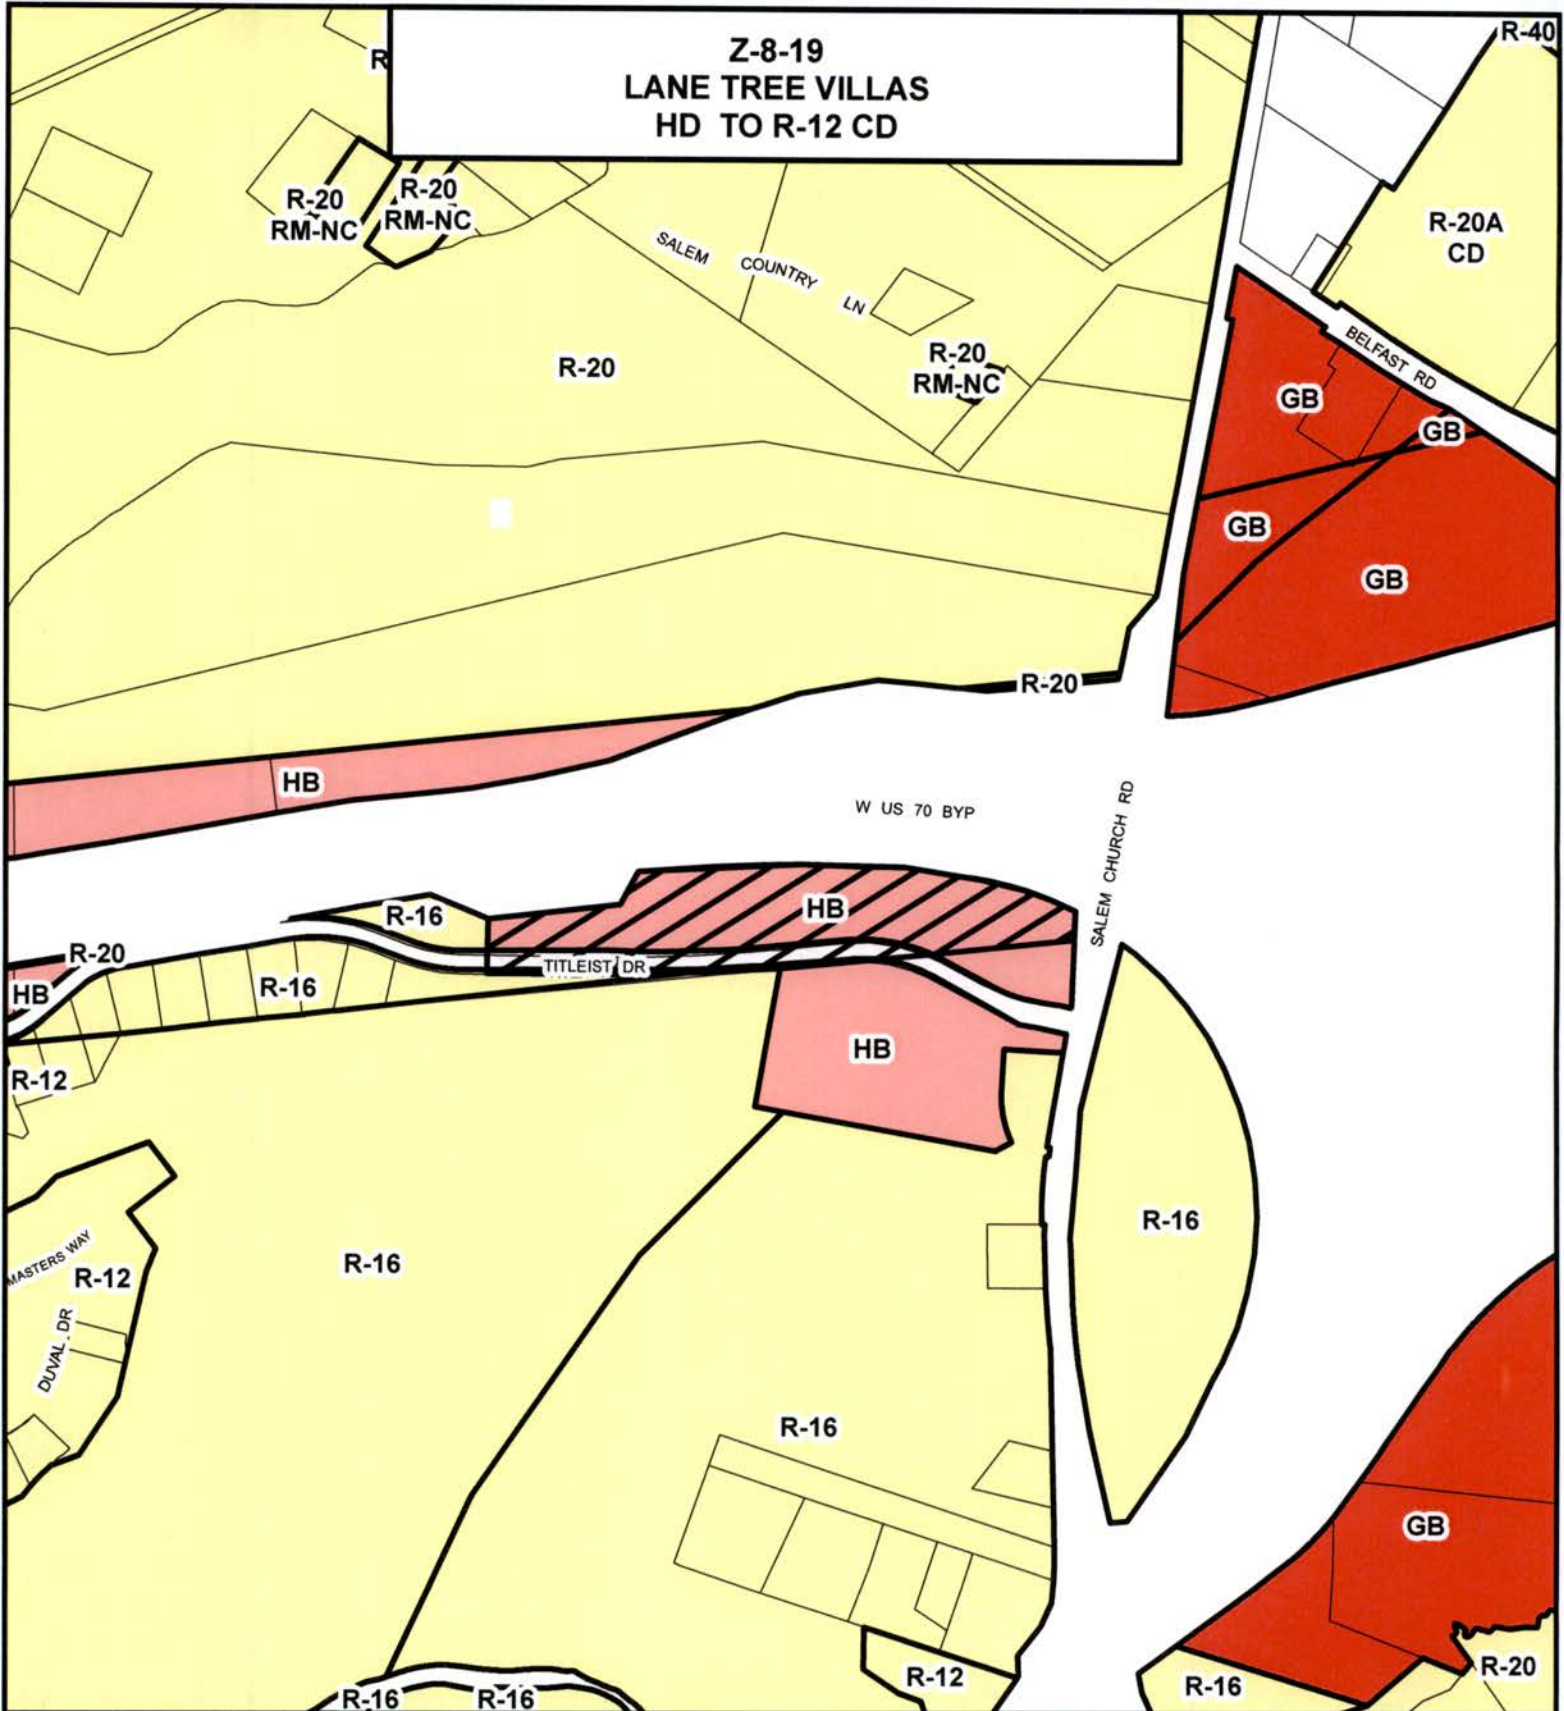 Z-8-19
LANE TREE VILLAS
HD TO R-12 CD
R-40
R
R-20
RM-NC
R-20
RM-NC
R-20A
CD
SALEM COUNTRY LN
R-20
R-20
RM-NC
BELFAST RD
GB
GB
GB
GB
R-20
HB
W US 70 BYP
SALEM CHURCH RD
HB
R-16
R-20
TITLEIST DR
R-16
HB
HB
R-12
R-16
MASTERS WAY
R-12
R-16
DUVAL DR
R-16
GB
R-12
R-16
R-20
R-16
R-16